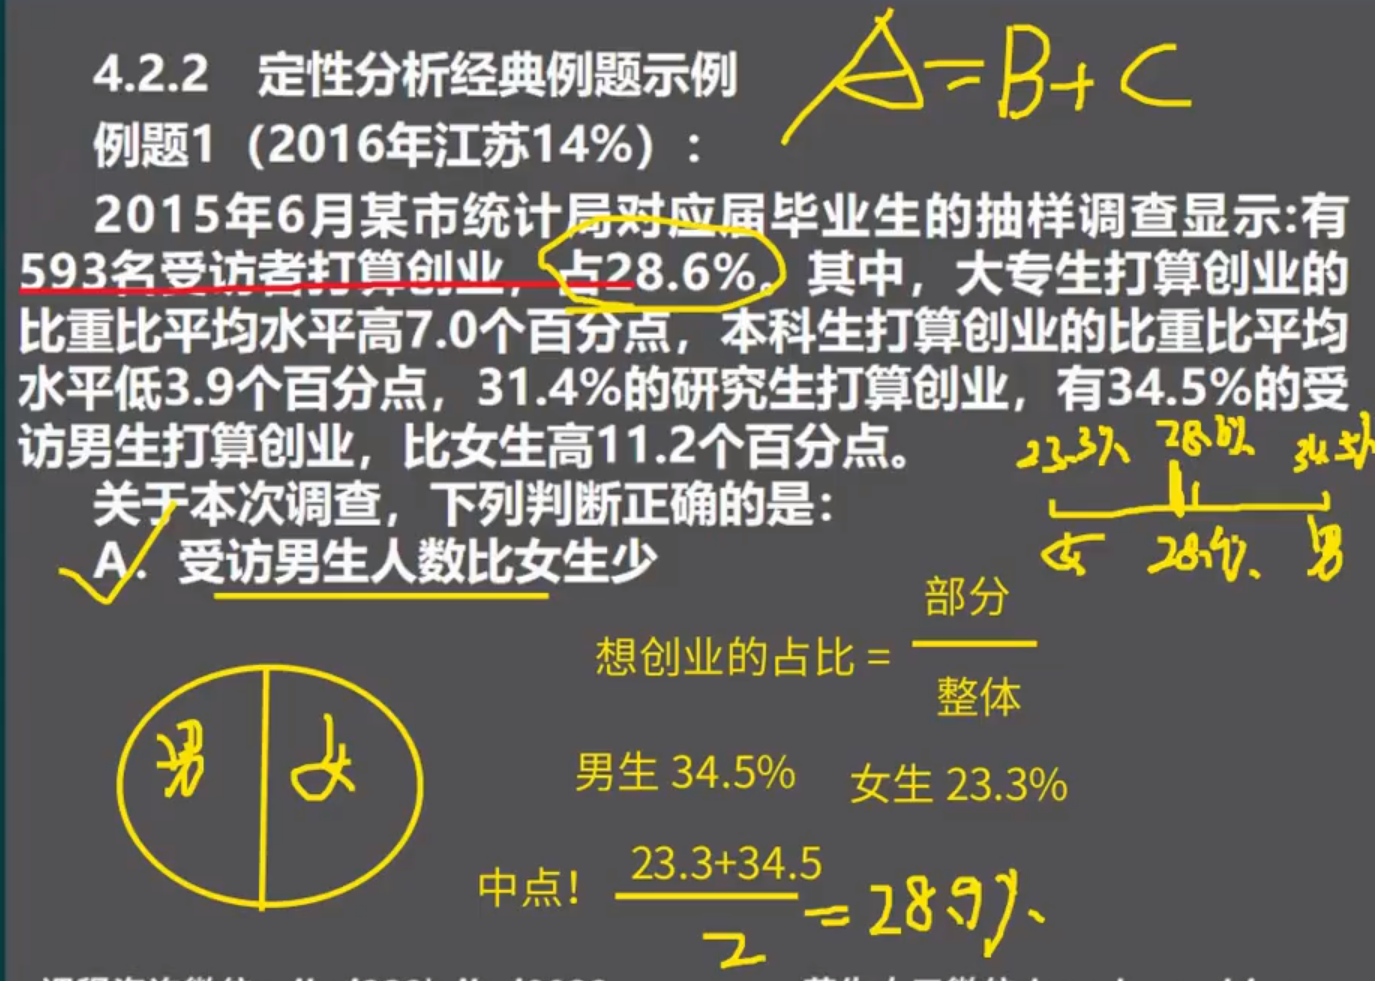 4.2.2 定性分析经典例题示例
A=B+C
例题1（2016年江苏14%）：
2015年6月某市统计局对应届毕业生的抽样调查显示:有
593名受访者打算创业，占28.6%。其中，大专生打算创业的
比重比平均水平高7.0个百分点，本科生打算创业的比重比平均
水平低3.9个百分点，31.4%的研究生打算创业，有34.5%的受
访男生打算创业，比女生高11.2个百分点。
23.3% 28.6% 34.5%
关于本次调查，下列判断正确的是：
女 28.9%、 男
A．受访男生人数比女生少
部分
想创业的占比 =
整体
男 女
男生 34.5% 女生 23.3%
23.3+34.5
中点！ = 28.9%、
2